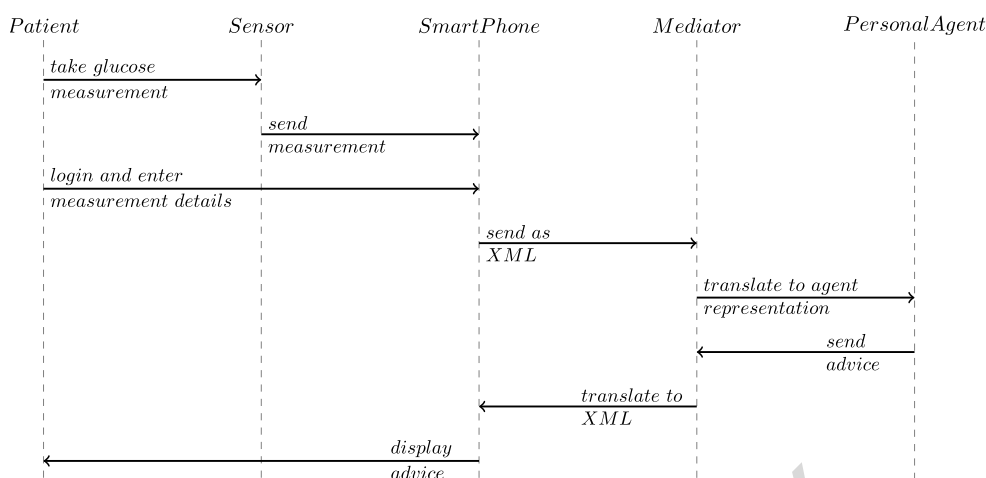 Patient Sensor SmartPhone Mediator PersonalAgent
take glucose
measurement
send
measurement
login and enter
measurement details
send as
XML
translate to agent
representation
send
advice
translate to
XML
display
advice